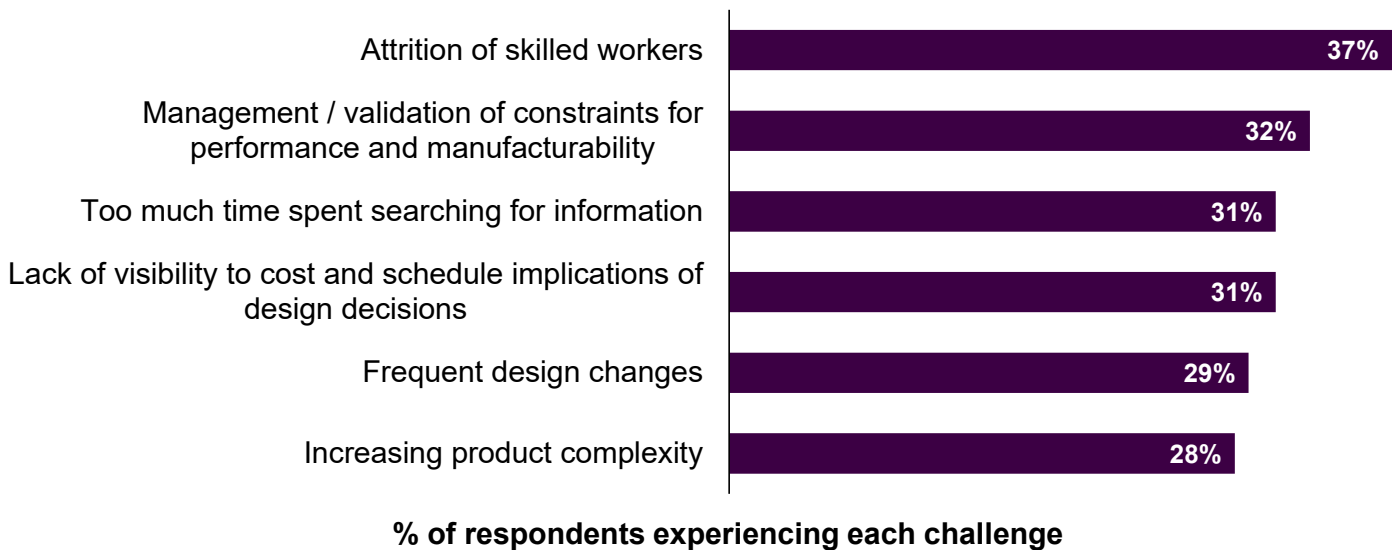 Attrition of skilled workers
37%
Management / validation of constraints for
performance and manufacturability
32%
Too much time spent searching for information
31%
Lack of visibility to cost and schedule implications of
design decisions
31%
Frequent design changes
29%
Increasing product complexity
28%
% of respondents experiencing each challenge